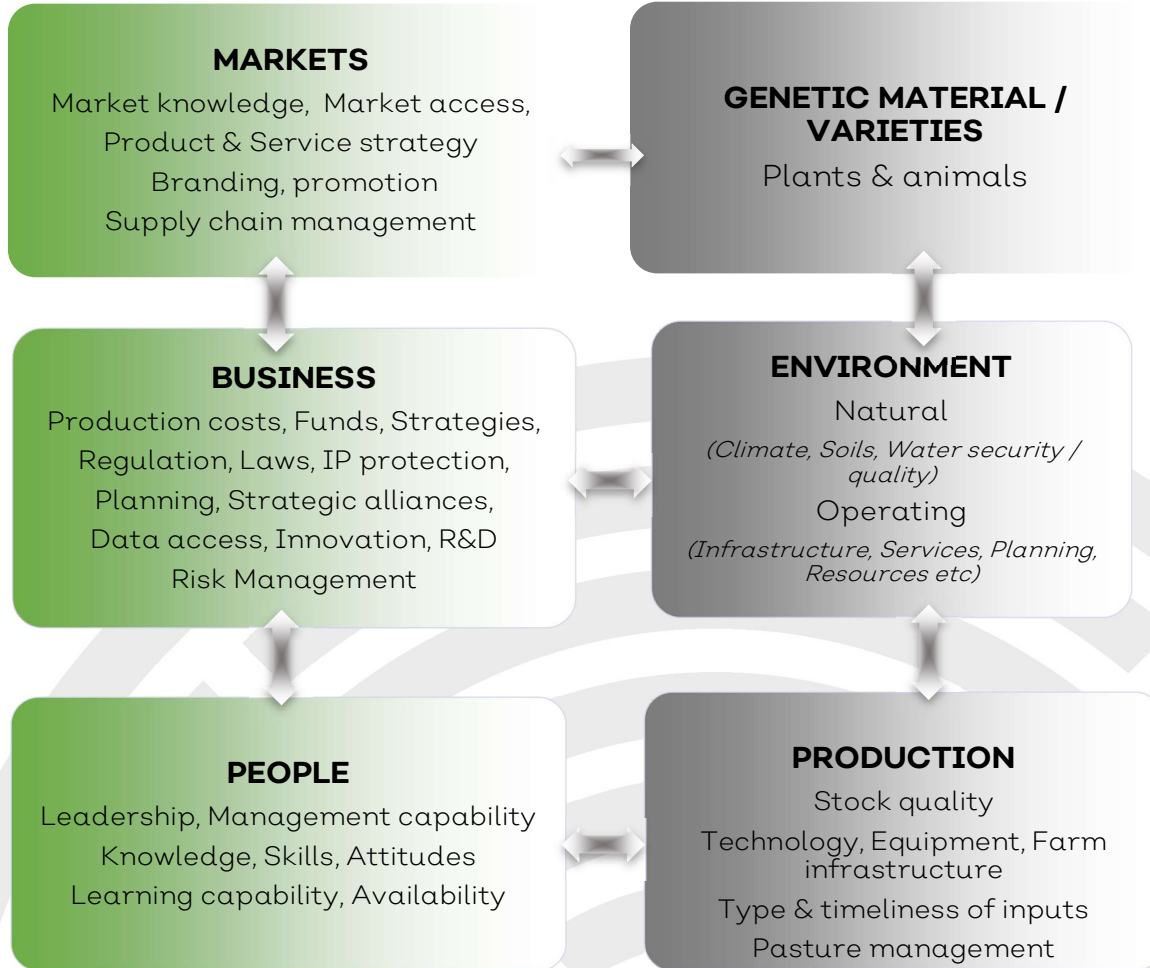 MARKETS
Market knowledge, Market access,
Product & Service strategy
Branding, promotion
Supply chain management
GENETIC MATERIAL /
VARIETIES
Plants & animals
BUSINESS
Production costs, Funds, Strategies,
Regulation, Laws, IP protection,
Planning, Strategic alliances,
Data access, Innovation, R&D
Risk Management
ENVIRONMENT
Natural
(Climate, Soils, Water security /
quality)
Operating
(Infrastructure, Services, Planning,
Resources etc)
PEOPLE
Leadership, Management capability
Knowledge, Skills, Attitudes
Learning capability, Availability
PRODUCTION
Stock quality
Technology, Equipment, Farm
infrastructure
Type & timeliness of inputs
Pasture management